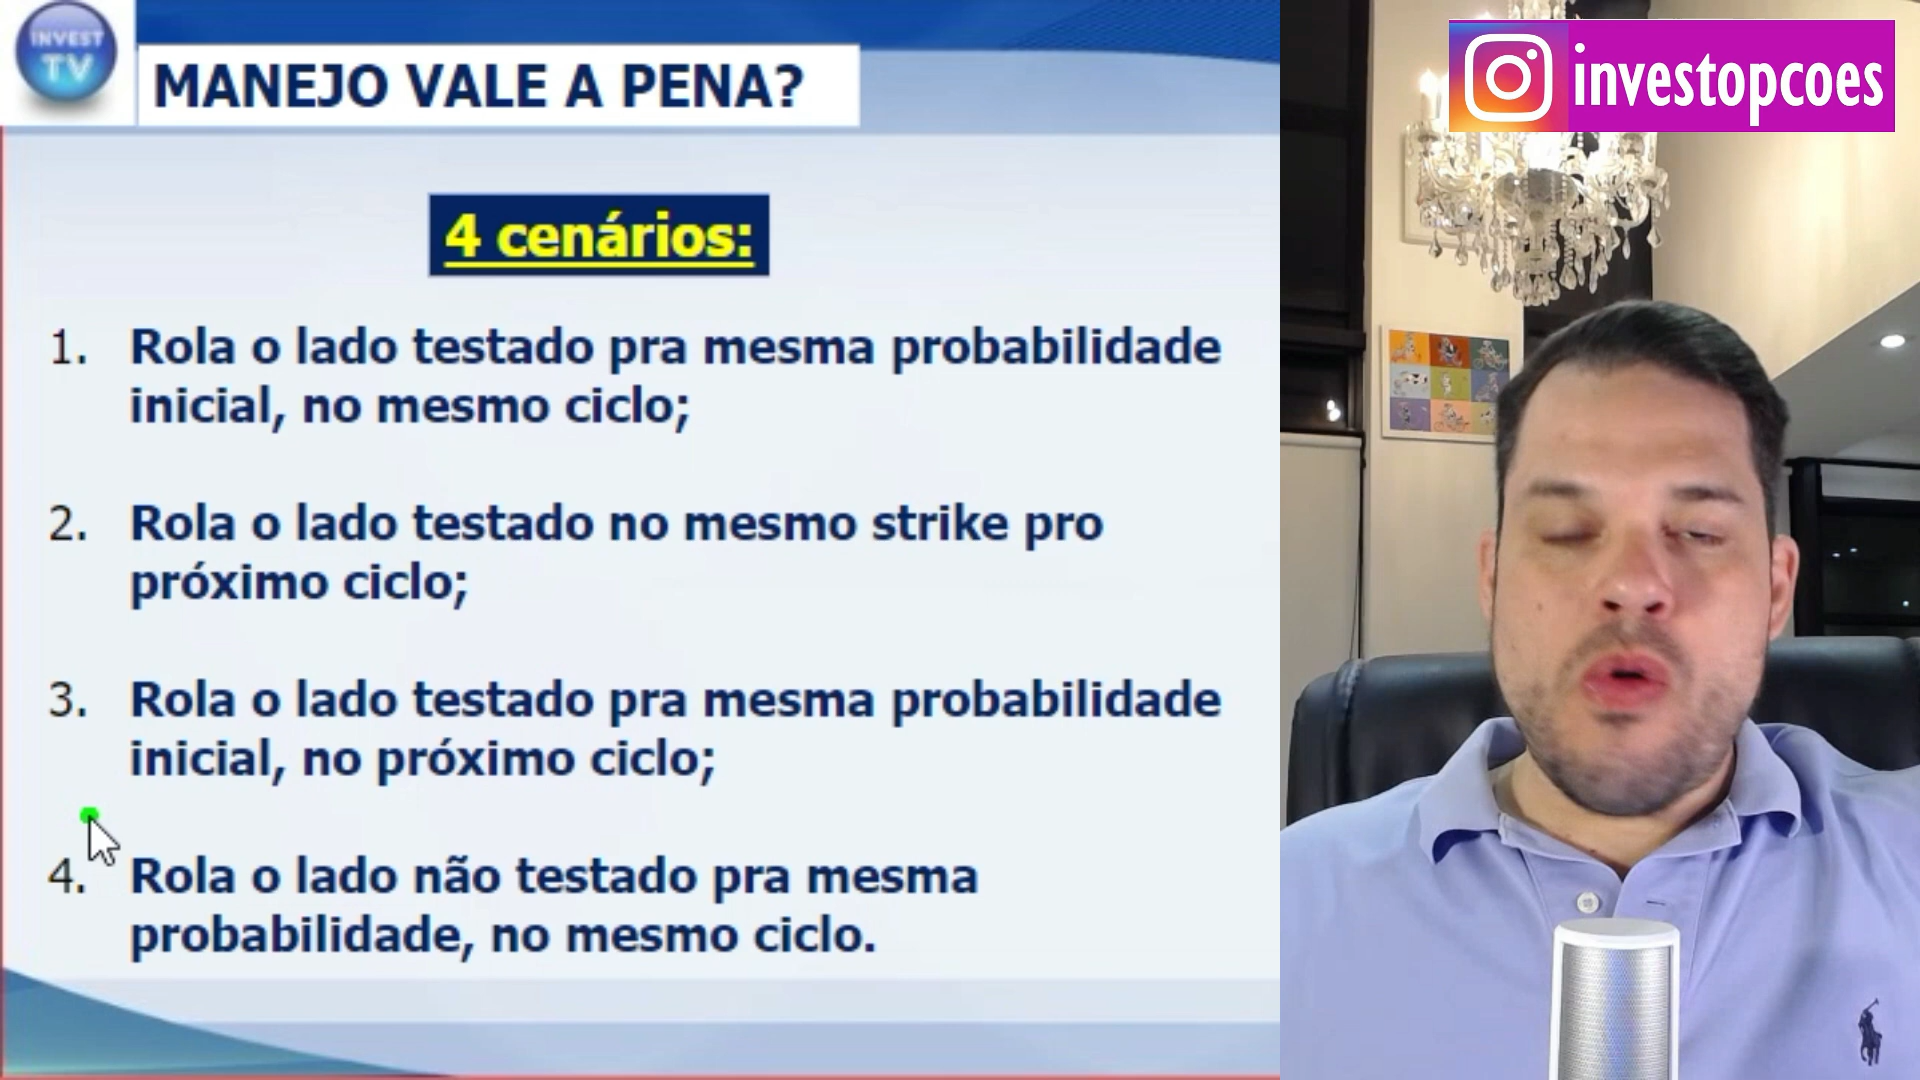 INVEST
TV
MANEJO VALE A PENA?
investopcoes
4 cenários:
1. Rola o lado testado pra mesma probabilidade
inicial, no mesmo ciclo;
2. Rola o lado testado no mesmo strike pro
próximo ciclo;
3. Rola o lado testado pra mesma probabilidade
inicial, no próximo ciclo;
4. Rola o lado não testado pra mesma
probabilidade, no mesmo ciclo.